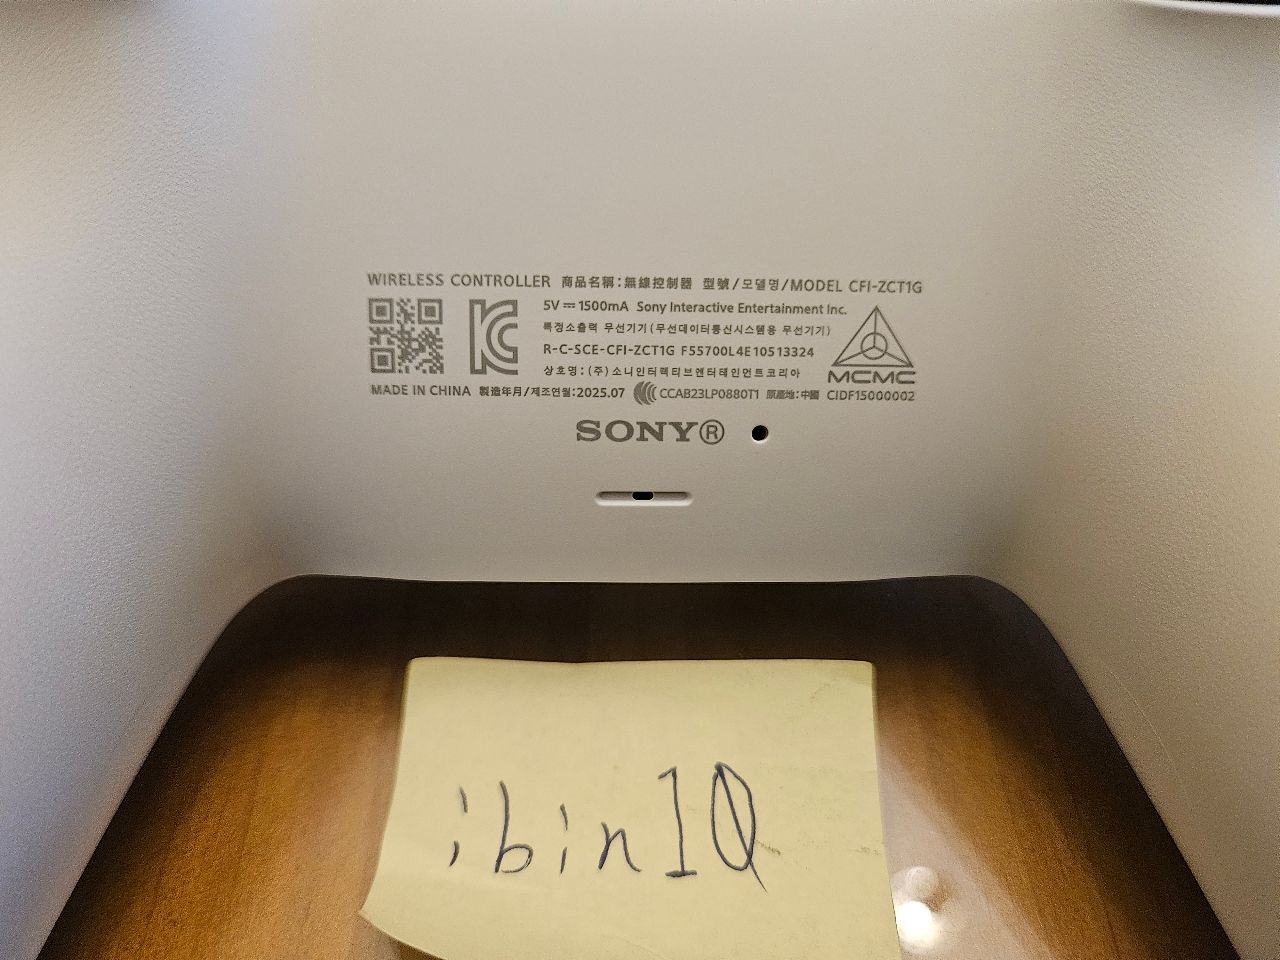 WIRELESS CONTROLLER 商品名稱:無線控制器 型號/모델명/MODEL CFI-ZCT1G
5V⎓1500mA Sony Interactive Entertainment Inc.
특정소출력 무선기기(무선데이터통신시스템용 무선기기)
R-C-SCE-CFI-ZCT1G F55700L4E10513324
상호명:(주)소니인터랙티브엔터테인먼트코리아
MCMC
MADE IN CHINA 製造年月/제조연월:2025.07 CCAB23LP0880T1 原產地:中國 CIDF15000002
SONY®
ibin10